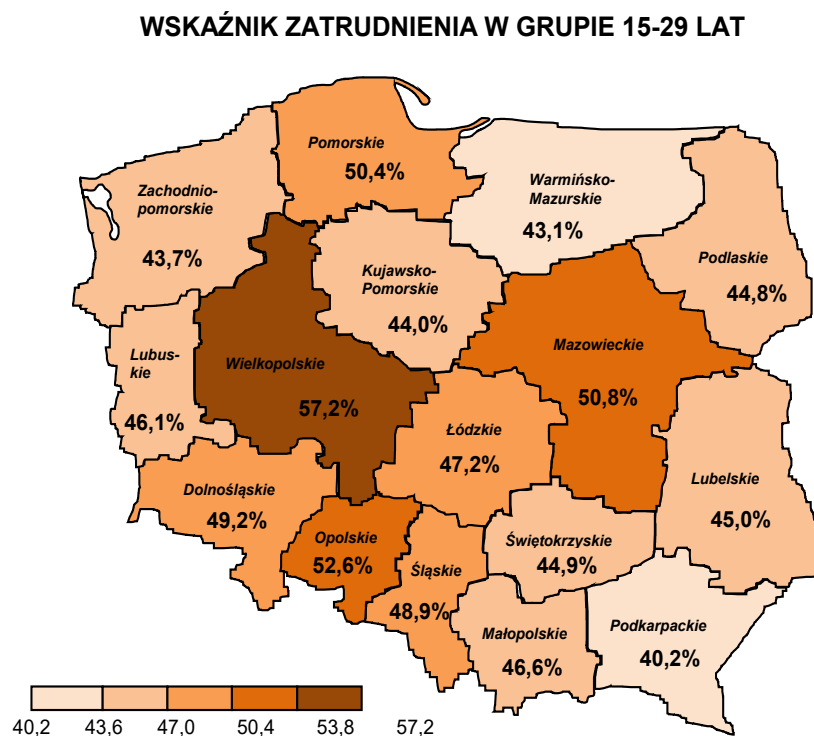 WSKAŹNIK ZATRUDNIENIA W GRUPIE 15-29 LAT
Pomorskie
50,4%
Zachodnio-
pomorskie
43,7%
Warmińsko-
Mazurskie
43,1%
Podlaskie
44,8%
Kujawsko-
Pomorskie
44,0%
Lubus-
kie
46,1%
Wielkopolskie
57,2%
Mazowieckie
50,8%
Łódzkie
47,2%
Lubelskie
45,0%
Dolnośląskie
49,2%
Opolskie
52,6%
Śląskie
48,9%
Świętokrzyskie
44,9%
Małopolskie
46,6%
Podkarpackie
40,2%
40,2 43,6 47,0 50,4 53,8 57,2